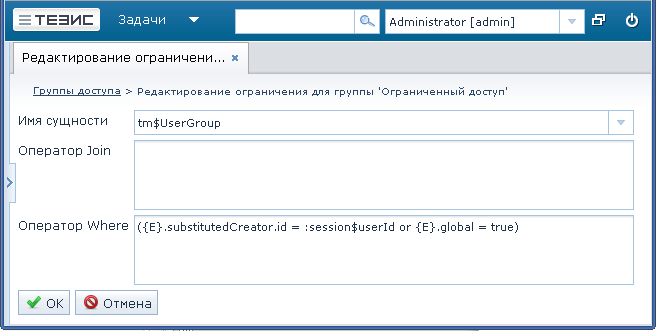 ТЕЗИС Задачи Administrator [admin]
Редактирование ограничени...
Группы доступа > Редактирование ограничения для группы 'Ограниченный доступ'
Имя сущности tm$UserGroup
Оператор Join
Оператор Where ({E}.substitutedCreator.id = :session$userId or {E}.global = true)
OK Отмена